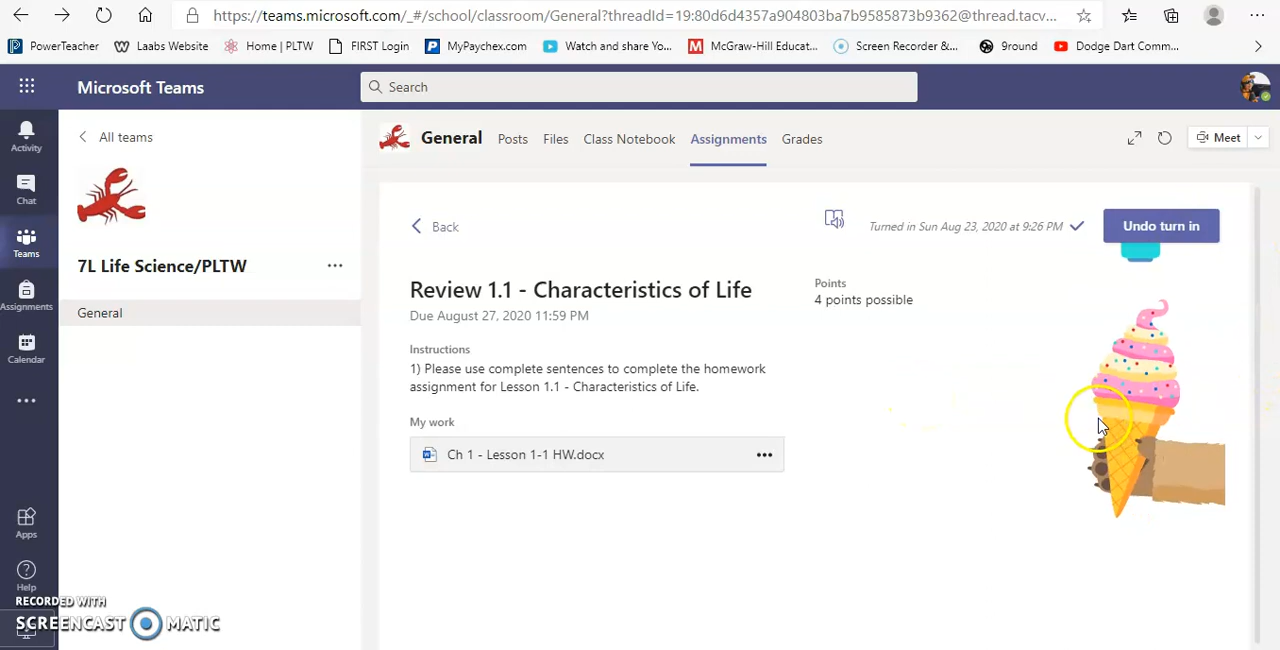 https://teams.microsoft.com/_#/school/classroom/General?threadId=19:80d6d4357a904803ba7b9585873b9362@thread.tacv...
PowerTeacher Laabs Website Home | PLTW FIRST Login MyPaychex.com Watch and share Yo... McGraw-Hill Educat... Screen Recorder &... 9round Dodge Dart Comm...
Microsoft Teams
Search
Activity
Chat
Teams
Assignments
Calendar
Apps
Help
All teams
7L Life Science/PLTW
General
General Posts Files Class Notebook Assignments Grades
Meet
Back
Turned in Sun Aug 23, 2020 at 9:26 PM
Undo turn in
Review 1.1 - Characteristics of Life
Due August 27, 2020 11:59 PM
Points
4 points possible
Instructions
1) Please use complete sentences to complete the homework
assignment for Lesson 1.1 - Characteristics of Life.
My work
Ch 1 - Lesson 1-1 HW.docx
RECORDED WITH
SCREENCAST MATIC